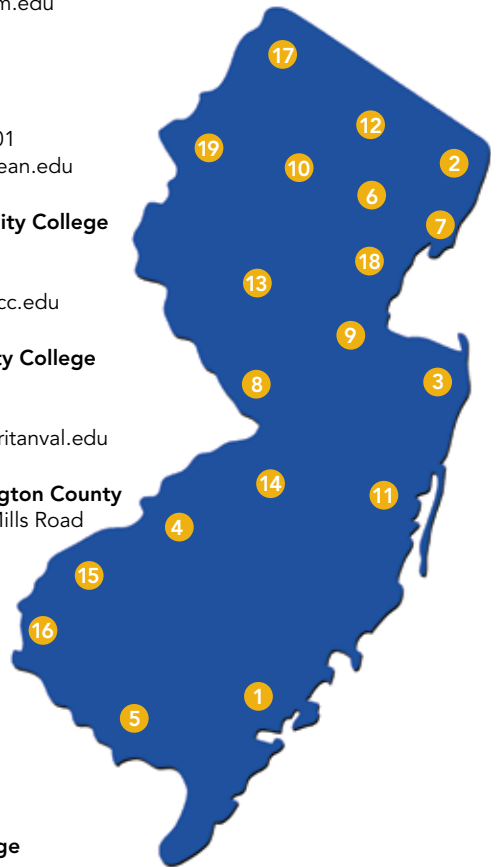 m.edu
01
ean.edu
ity College
cc.edu
ty College
ritanval.edu
gton County
Mills Road
ge
17
12
19
2
10
6
7
18
13
9
3
8
14
11
4
15
16
1
5